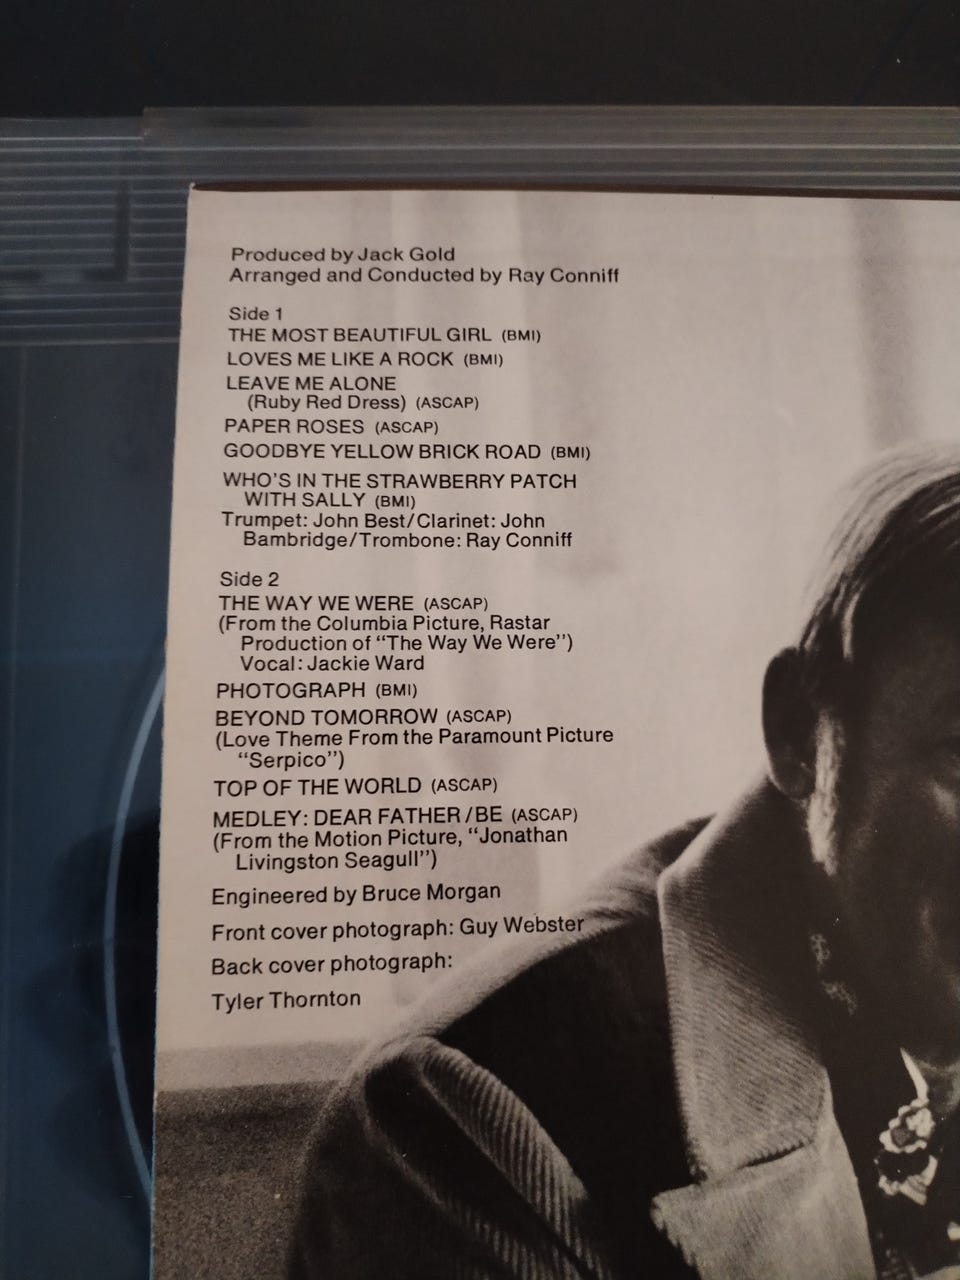 Produced by Jack Gold
Arranged and Conducted by Ray Conniff
Side 1
THE MOST BEAUTIFUL GIRL (BMI)
LOVES ME LIKE A ROCK (BMI)
LEAVE ME ALONE
(Ruby Red Dress) (ASCAP)
PAPER ROSES (ASCAP)
GOODBYE YELLOW BRICK ROAD (BMI)
WHO'S IN THE STRAWBERRY PATCH
WITH SALLY (BMI)
Trumpet: John Best/Clarinet: John
Bambridge/Trombone: Ray Conniff
Side 2
THE WAY WE WERE (ASCAP)
(From the Columbia Picture, Rastar
Production of "The Way We Were")
Vocal: Jackie Ward
PHOTOGRAPH (BMI)
BEYOND TOMORROW (ASCAP)
(Love Theme From the Paramount Picture
"Serpico")
TOP OF THE WORLD (ASCAP)
MEDLEY: DEAR FATHER/BE (ASCAP)
(From the Motion Picture, "Jonathan
Livingston Seagull")
Engineered by Bruce Morgan
Front cover photograph: Guy Webster
Back cover photograph:
Tyler Thornton